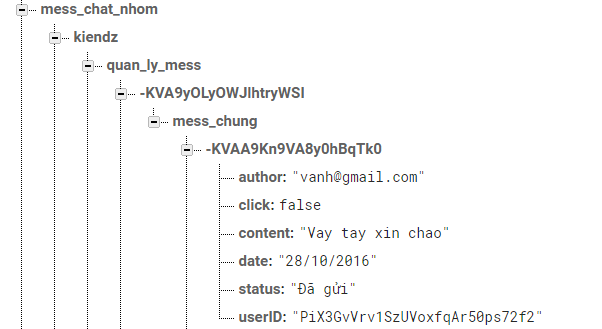 mess_chat_nhom
kiendz
quan_ly_mess
-KVA9yOLyOWJlhtryWSI
mess_chung
-KVAA9Kn9VA8y0hBqTk0
author: "vanh@gmail.com"
click: false
content: "Vay tay xin chao"
date: "28/10/2016"
status: "Đã gửi"
userID: "PiX3GvVrv1SzUVoxfqAr50ps72f2"